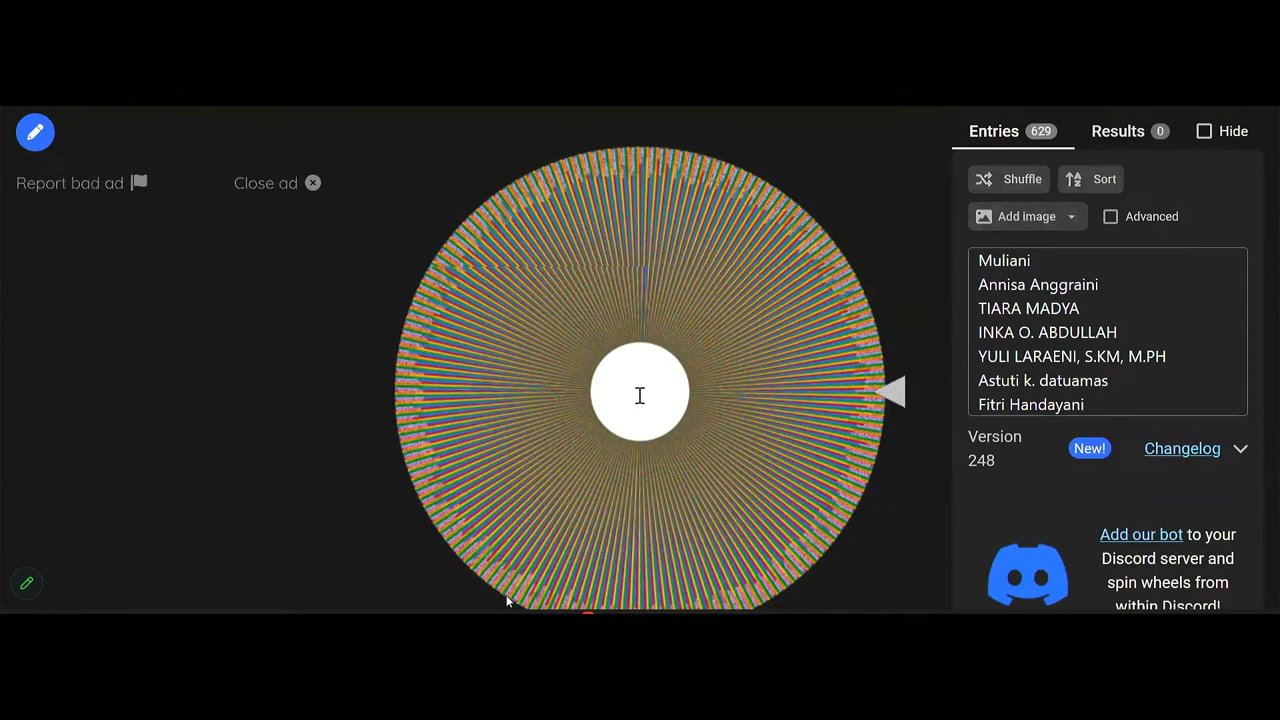 Report bad ad
Close ad
Entries 629
Results 0
Hide
Shuffle
Sort
Add image
Advanced
Muliani
Annisa Anggraini
TIARA MADYA
INKA O. ABDULLAH
YULI LARAENI, S.KM, M.PH
Astuti k. datuamas
Fitri Handayani
Version
248
New!
Changelog
Add our bot to your
Discord server and
spin wheels from
within Discord!